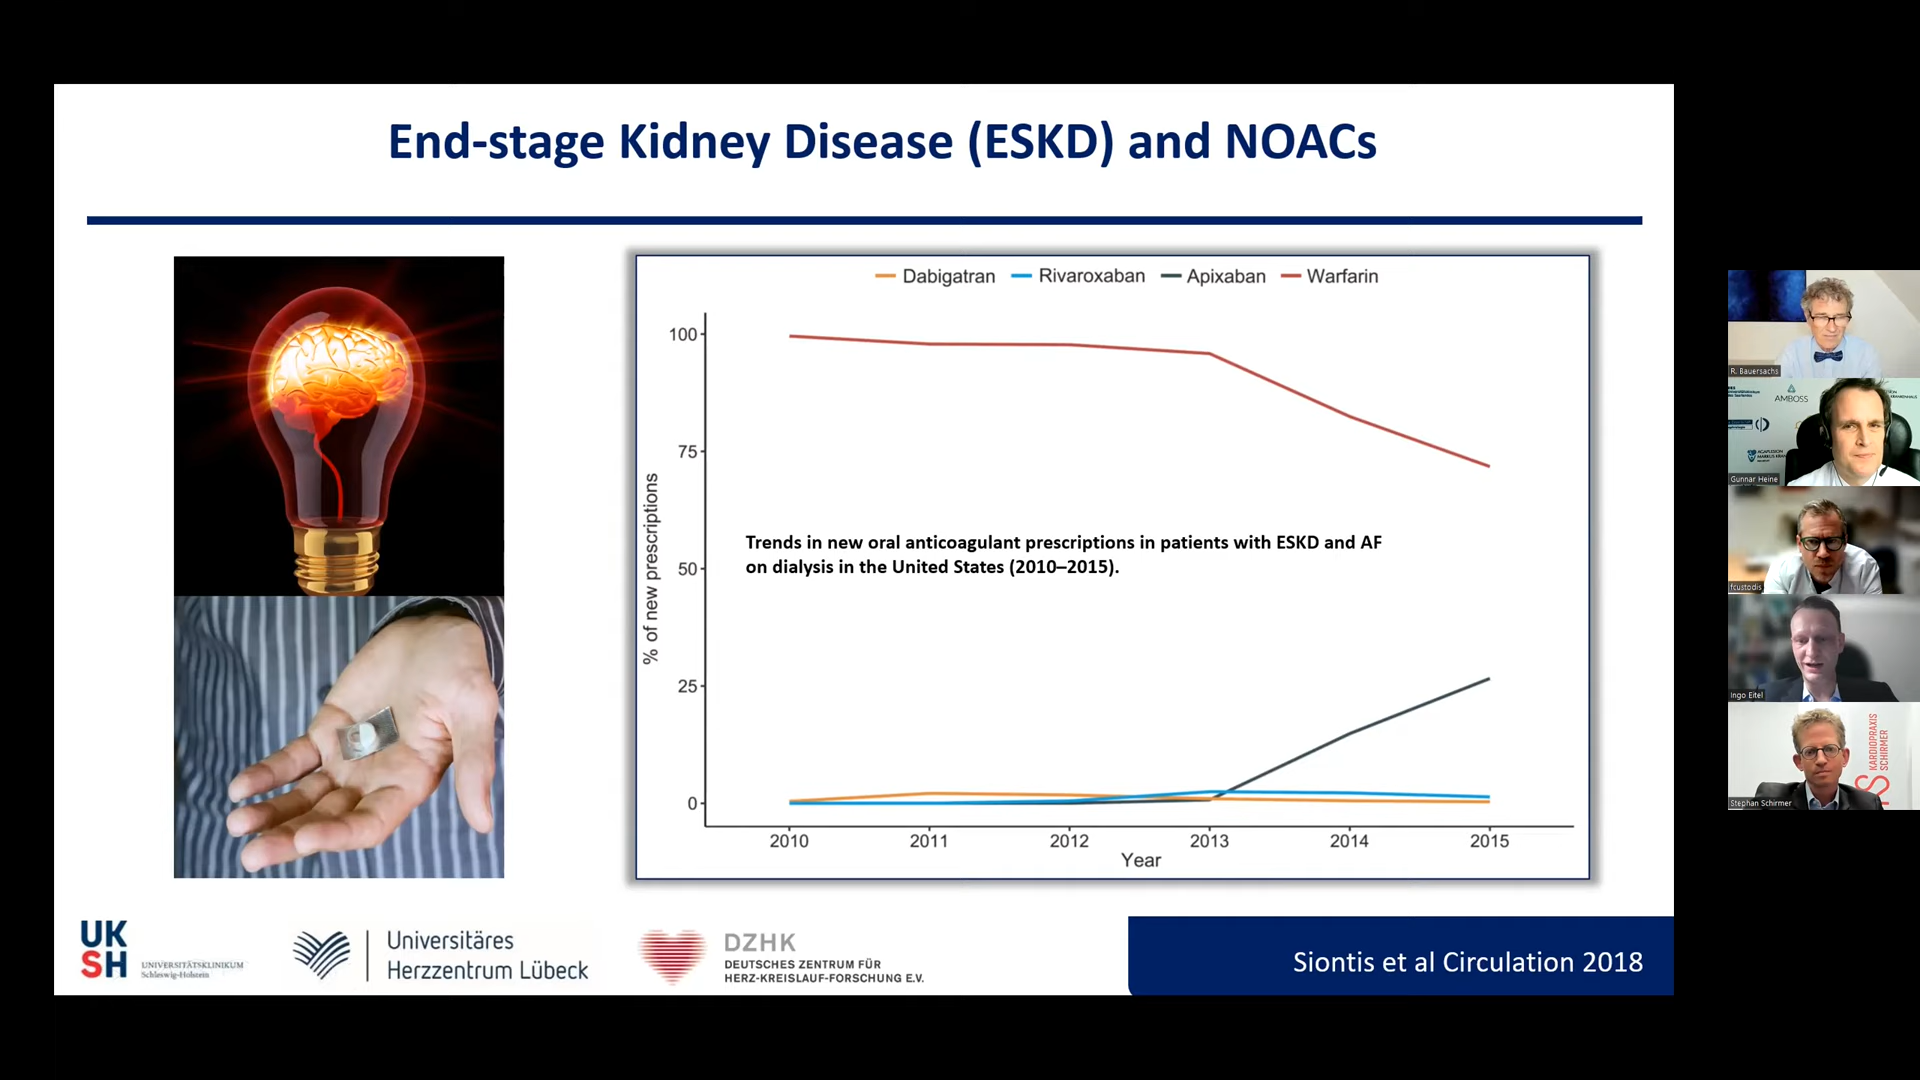 End-stage Kidney Disease (ESKD) and NOACs
Dabigatran Rivaroxaban Apixaban Warfarin
100
75
50
25
0
% of new prescriptions
Trends in new oral anticoagulant prescriptions in patients with ESKD and AF
on dialysis in the United States (2010–2015).
2010 2011 2012 2013 2014 2015
Year
UK
SH
UNIVERSITÄTSKLINIKUM
Schleswig-Holstein
Universitäres
Herzzentrum Lübeck
DZHK
DEUTSCHES ZENTRUM FÜR
HERZ-KREISLAUF-FORSCHUNG E.V.
Siontis et al Circulation 2018
R. Bauersachs
AMBOSS
Gunnar Heine
fcustodis
Ingo Eitel
KARDIOPRAXIS
SCHIRMER
Stephan Schirmer